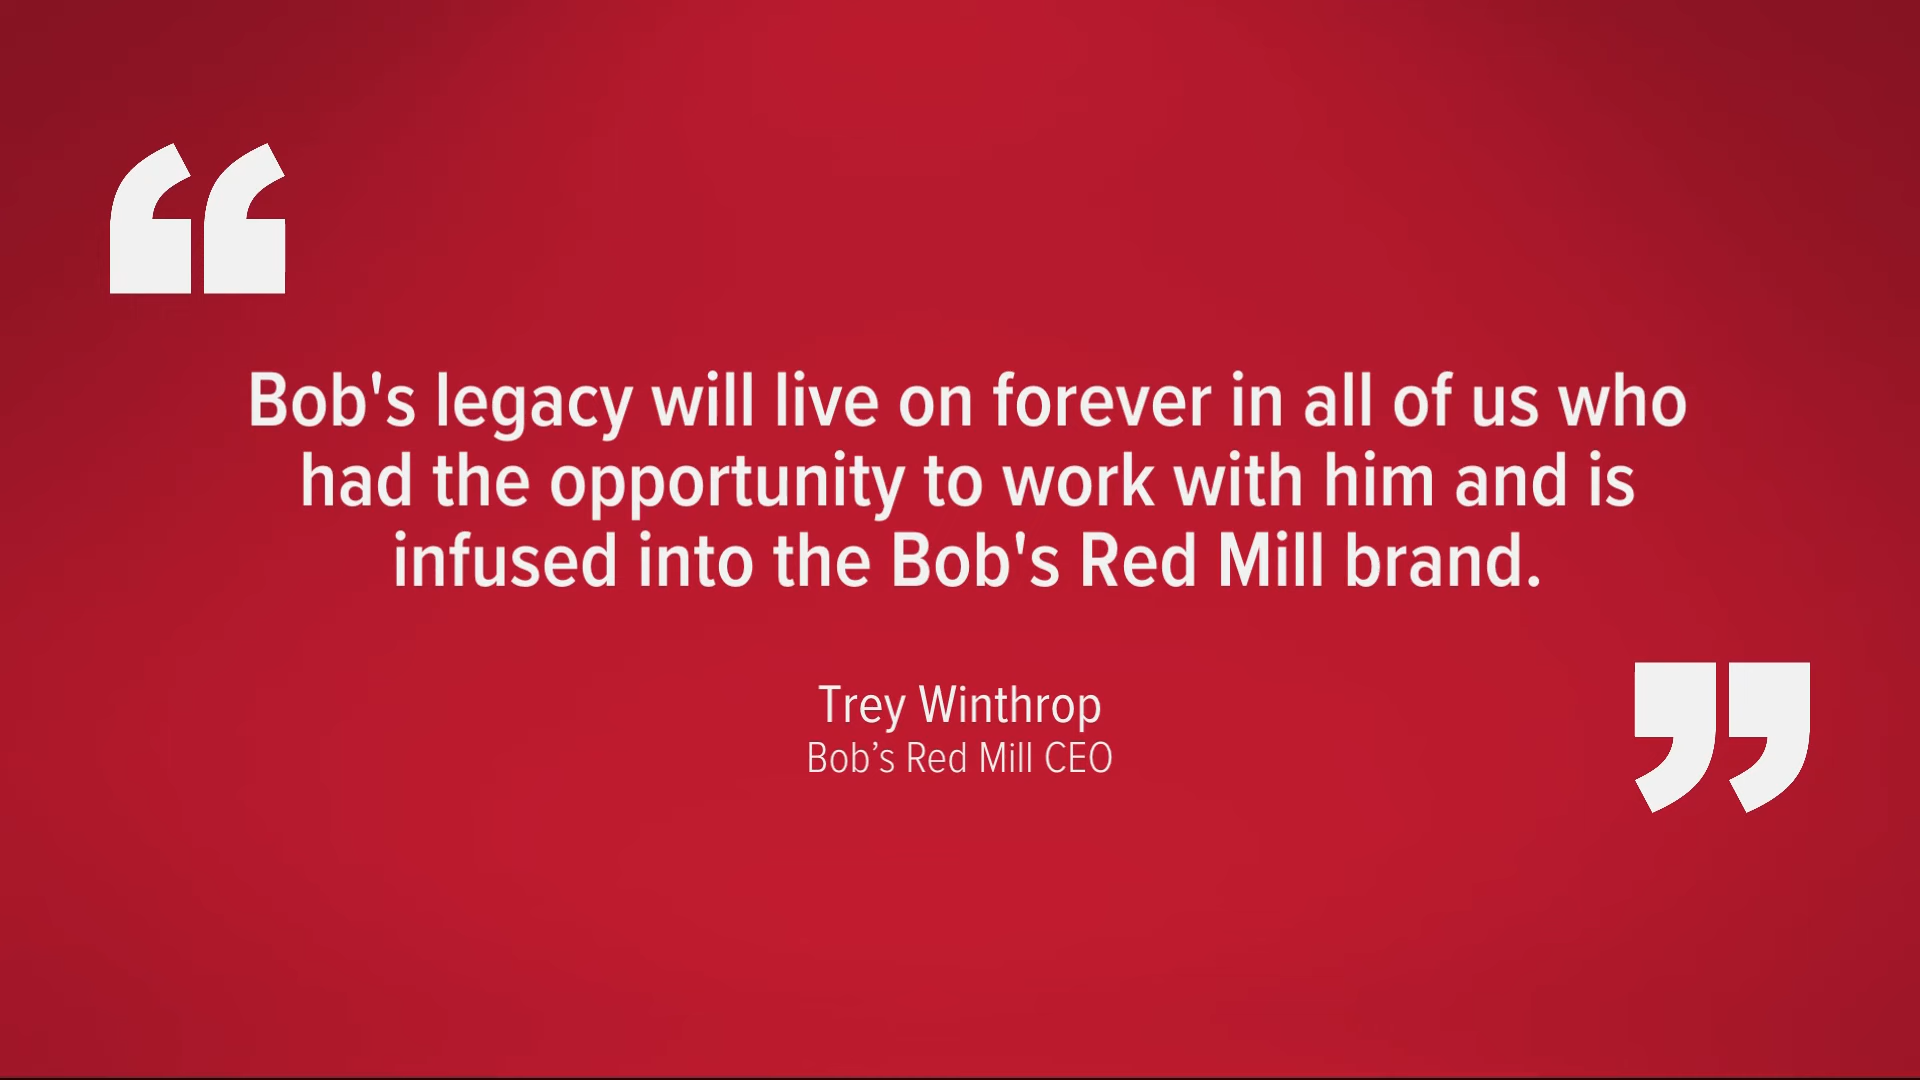 “
Bob's legacy will live on forever in all of us who
had the opportunity to work with him and is
infused into the Bob's Red Mill brand.
”
Trey Winthrop
Bob’s Red Mill CEO